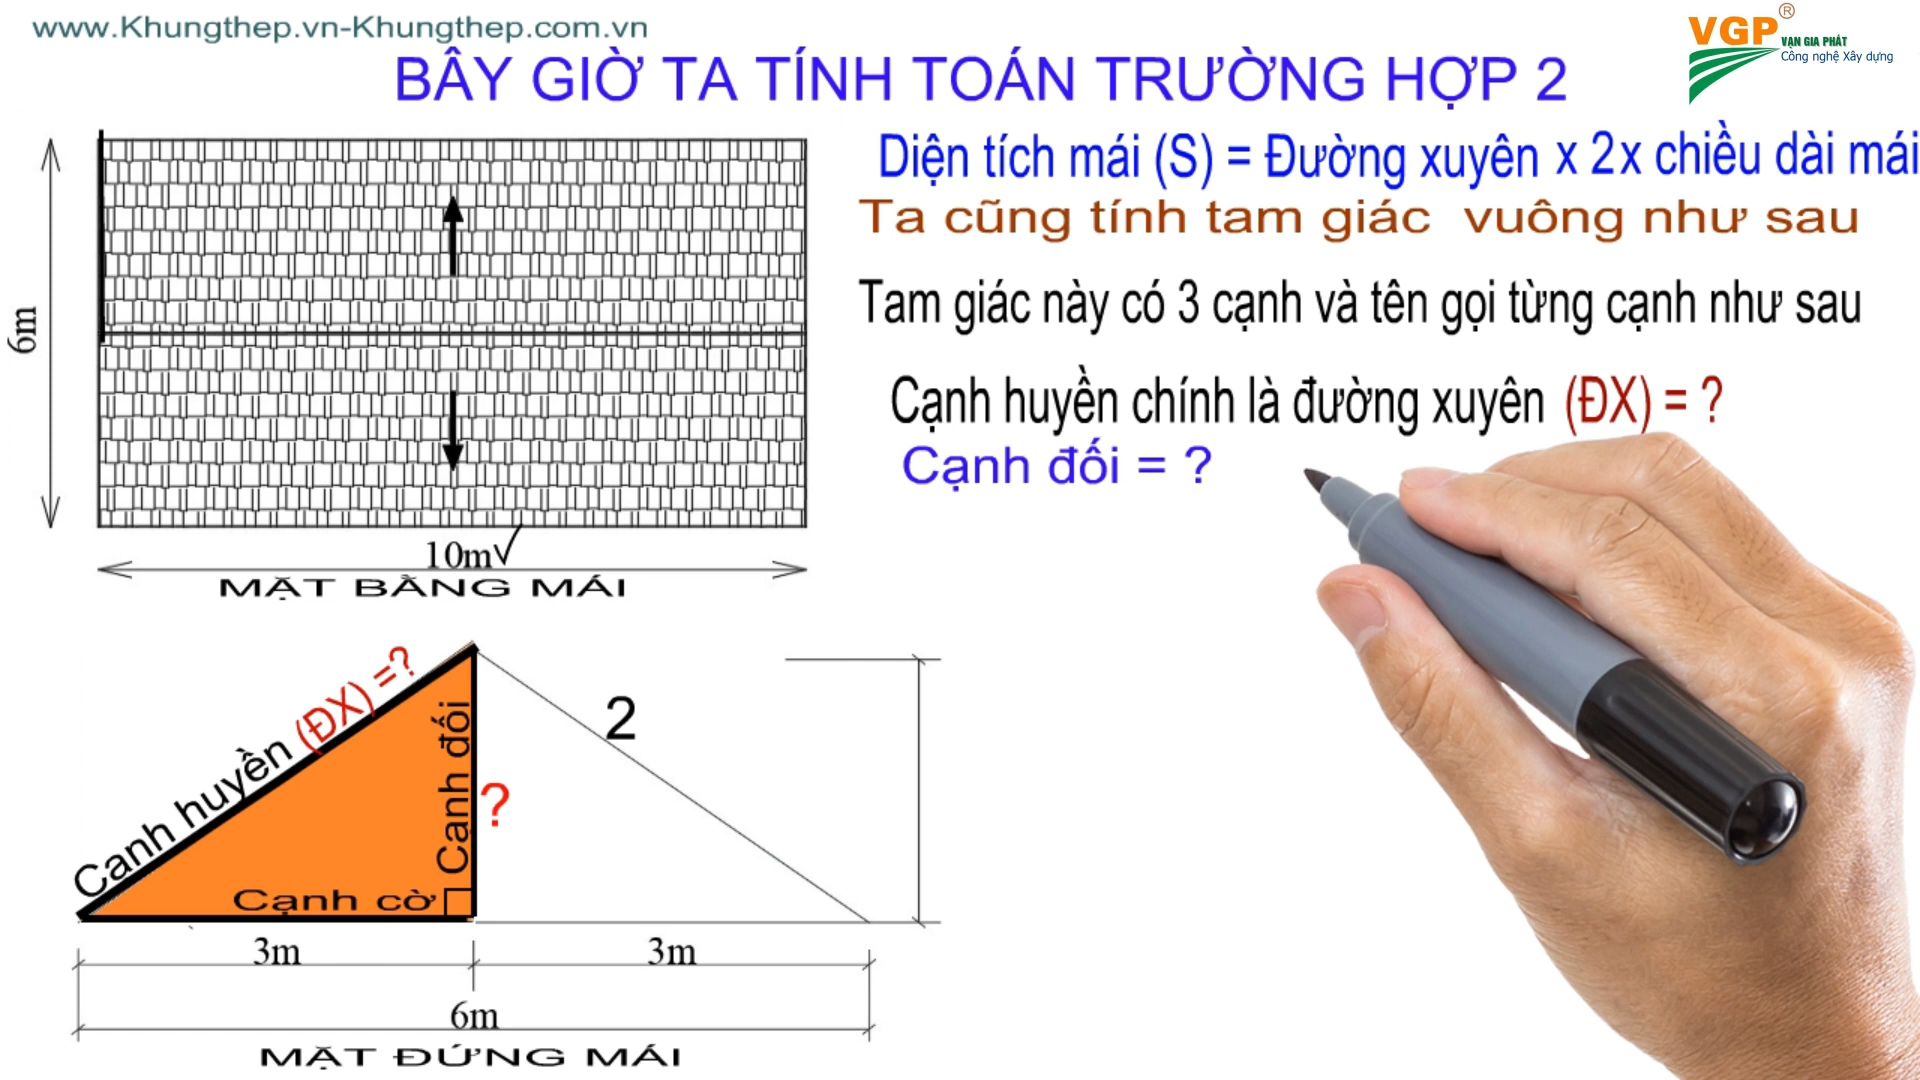 www.Khungthep.vn-Khungthep.com.vn
VGP®
VẠN GIA PHÁT
Công nghệ Xây dựng
BÂY GIỜ TA TÍNH TOÁN TRƯỜNG HỢP 2
Diện tích mái (S) = Đường xuyên x 2x chiều dài mái
Ta cũng tính tam giác vuông như sau
Tam giác này có 3 cạnh và tên gọi từng cạnh như sau
Cạnh huyền chính là đường xuyên (ĐX) = ?
Cạnh đối = ?
6m
10m
MẶT BẰNG MÁI
Cạnh huyền (ĐX) =?
Cạnh đối
?
2
Cạnh cờ
3m
3m
6m
MẶT ĐỨNG MÁI